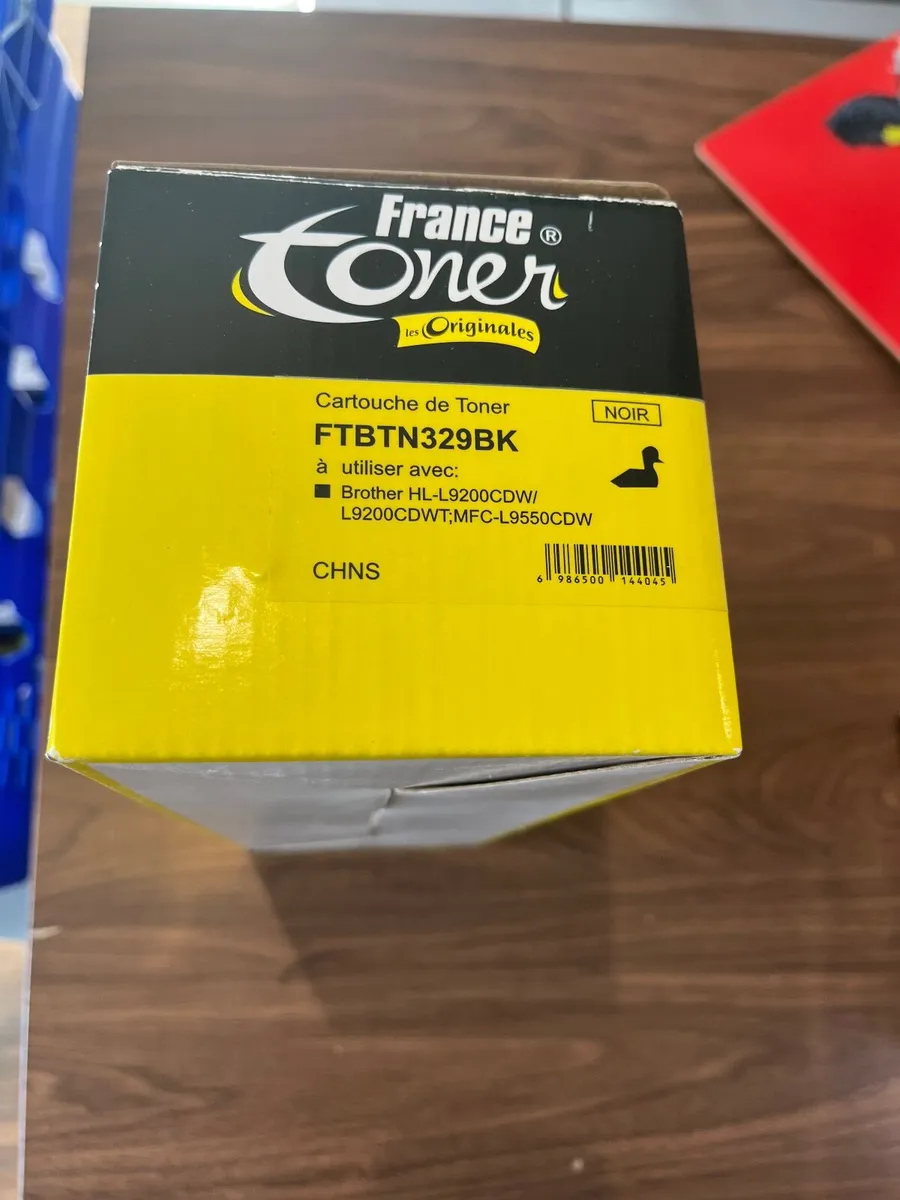 France ®
toner
les Originales
Cartouche de Toner
NOIR
FTBTN329BK
à utiliser avec:
Brother HL-L9200CDW/
L9200CDWT;MFC-L9550CDW
CHNS
6 986500 144045